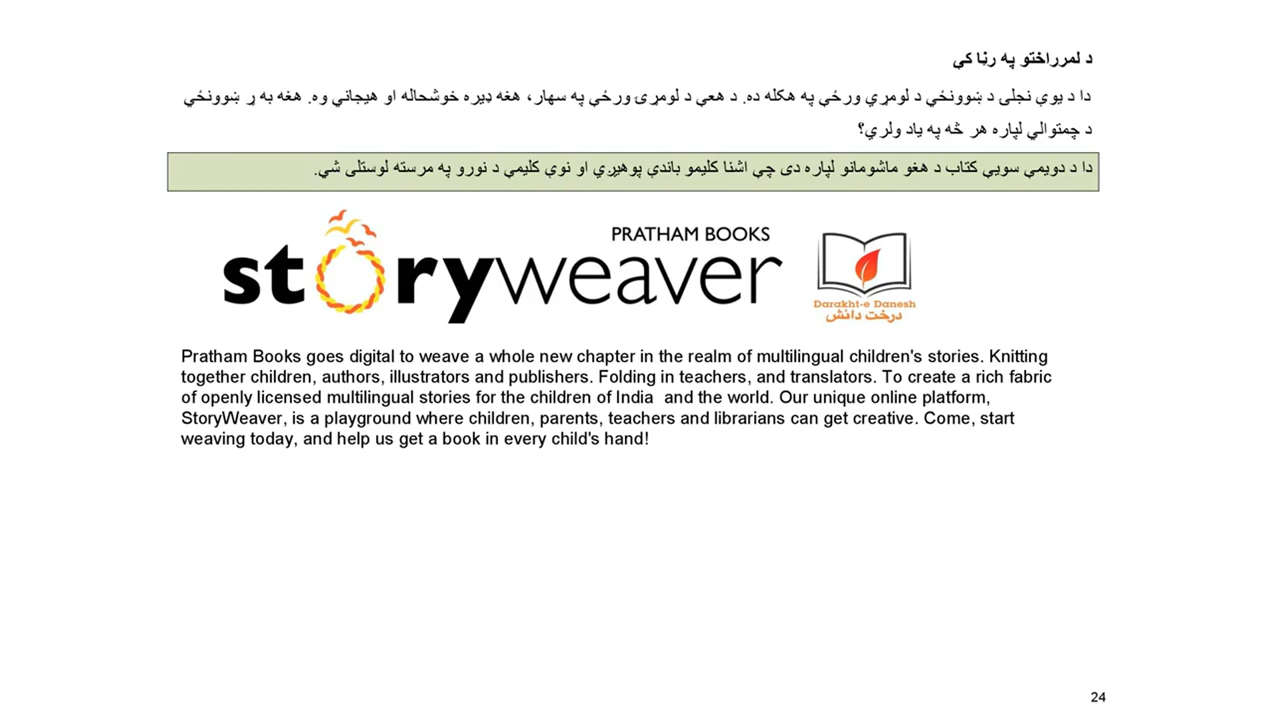 د لمرراختو په رڼا کې
دا د يوې نجلۍ د ښوونځي د لومړي ورځې په هکله ده. د هغې د لومړۍ ورځې په سهار، هغه ډيره خوشحاله او هيجاني وه. هغه به ړ ښوونځي
د چمتوالي لپاره هر څه په ياد ولري؟
دا د دويمې سويې کتاب د هغو ماشومانو لپاره دی چې اشنا کليمو باندې پوهيږي او نوې کليمې د نورو په مرسته لوستلی شي.
PRATHAM BOOKS
storyweaver
Darakht-e Danesh
درخت دانش
Pratham Books goes digital to weave a whole new chapter in the realm of multilingual children's stories. Knitting
together children, authors, illustrators and publishers. Folding in teachers, and translators. To create a rich fabric
of openly licensed multilingual stories for the children of India and the world. Our unique online platform,
StoryWeaver, is a playground where children, parents, teachers and librarians can get creative. Come, start
weaving today, and help us get a book in every child's hand!
24